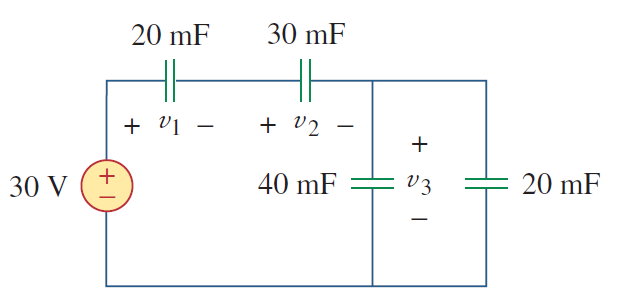 20 mF 30 mF
+ v1 − + v2 −
+
30 V + − 40 mF v3 20 mF
−